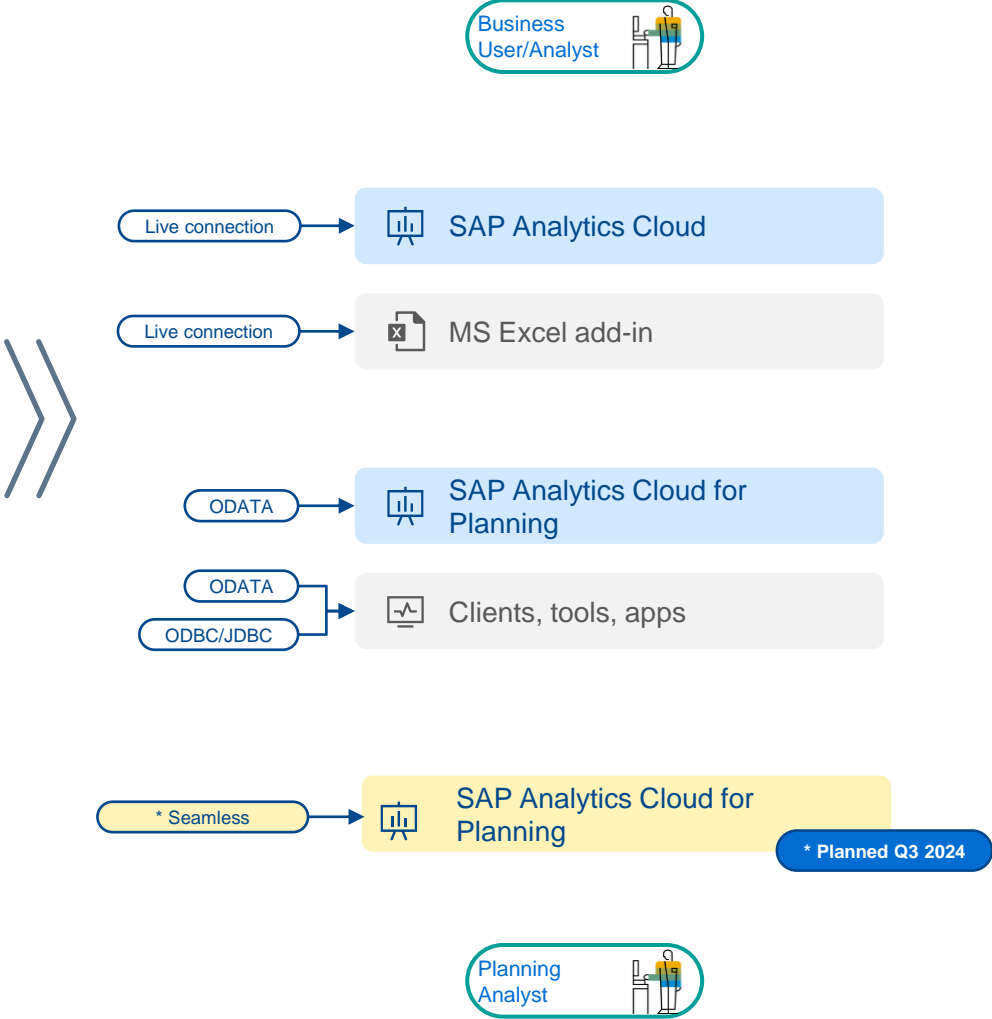 Business
User/Analyst
Live connection
SAP Analytics Cloud
Live connection
MS Excel add-in
ODATA
SAP Analytics Cloud for
Planning
ODATA
ODBC/JDBC
Clients, tools, apps
* Seamless
SAP Analytics Cloud for
Planning
* Planned Q3 2024
Planning
Analyst